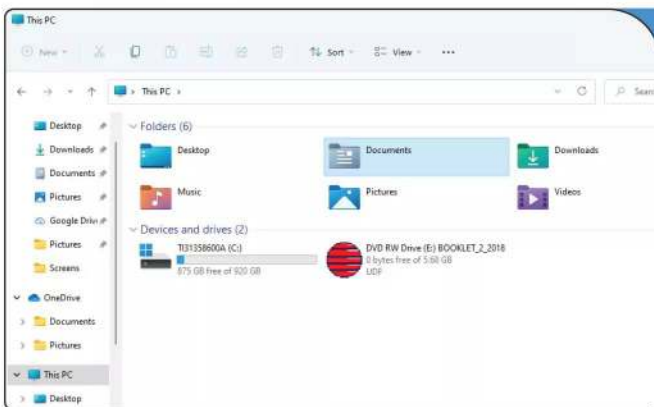 This PC
New
Sort
View
This PC
Sear
Desktop
Downloads
Documents
Pictures
Google Driv
Pictures
Screens
OneDrive
Documents
Pictures
This PC
Desktop
Folders (6)
Desktop
Documents
Downloads
Music
Pictures
Videos
Devices and drives (2)
TI31358600A (C:)
875 GB free of 920 GB
DVD RW Drive (E:) BOOKLET_2_2018
0 bytes free of 5.68 GB
UDF